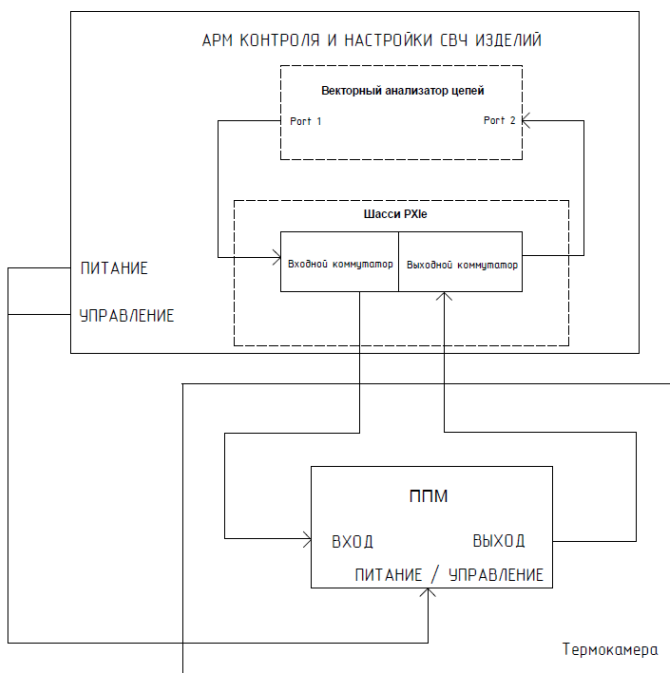 АРМ КОНТРОЛЯ И НАСТРОЙКИ СВЧ ИЗДЕЛИЙ
Векторный анализатор цепей
Port 1
Port 2
Шасси PXIe
Входной коммутатор
Выходной коммутатор
ПИТАНИЕ
УПРАВЛЕНИЕ
ППМ
ВХОД
ВЫХОД
ПИТАНИЕ / УПРАВЛЕНИЕ
Термокамера